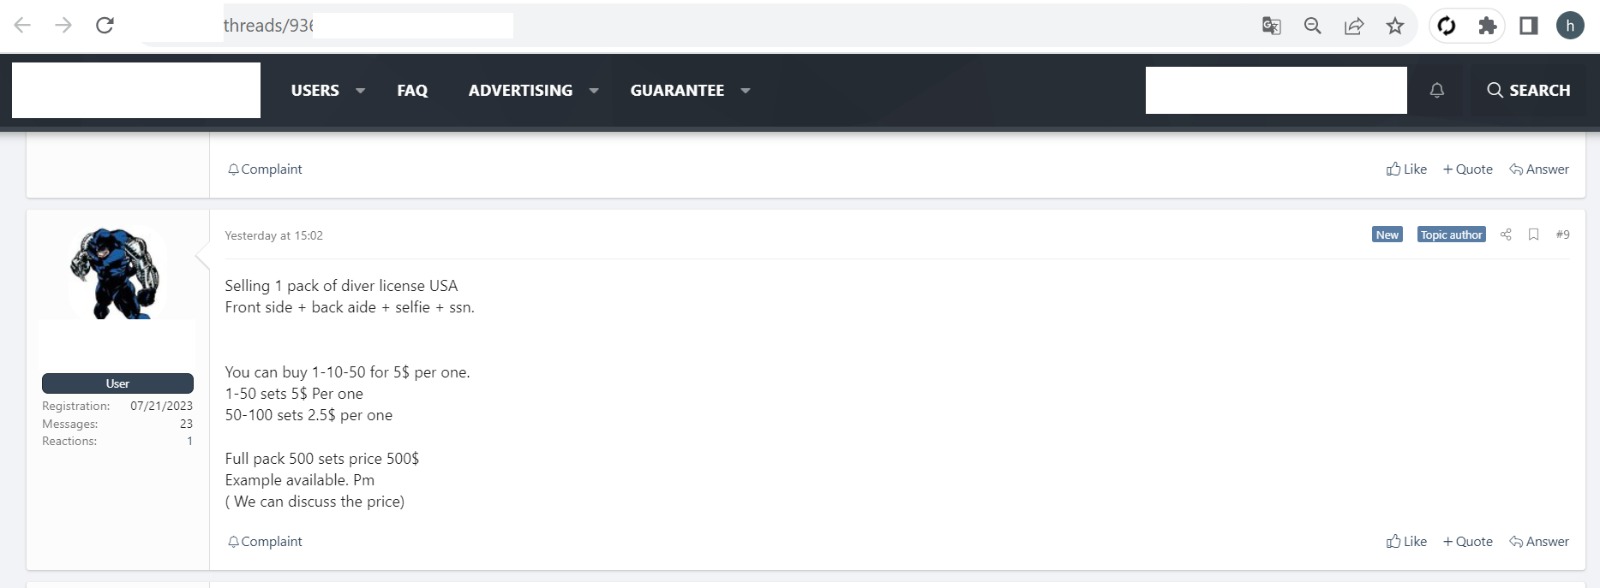 threads/936
USERS FAQ ADVERTISING GUARANTEE SEARCH
h
Complaint Like + Quote Answer
Yesterday at 15:02 New Topic author #9
Selling 1 pack of diver license USA
Front side + back aide + selfie + ssn.
You can buy 1-10-50 for 5$ per one.
1-50 sets 5$ Per one
50-100 sets 2.5$ per one
Full pack 500 sets price 500$
Example available. Pm
( We can discuss the price)
User
Registration: 07/21/2023
Messages: 23
Reactions: 1
Complaint Like + Quote Answer